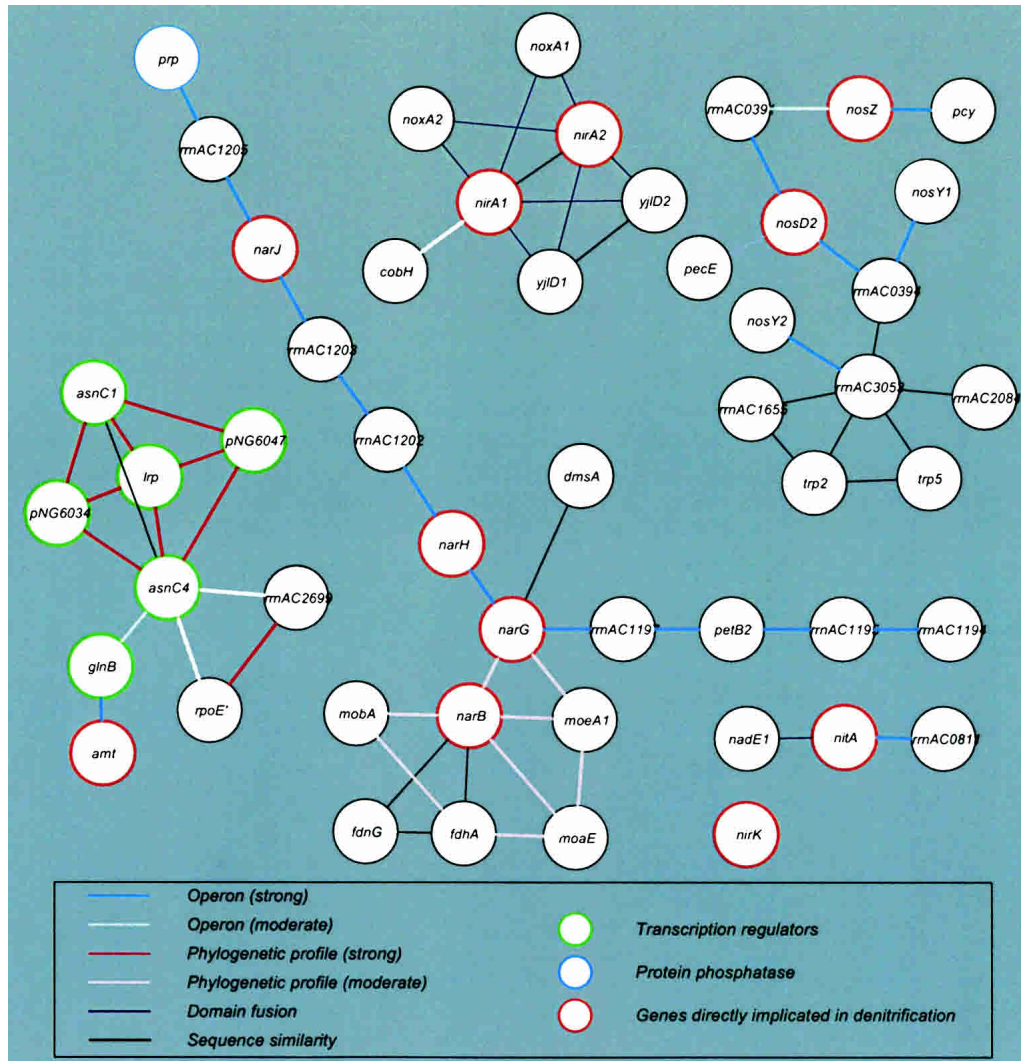 prp
noxA1
rrnAC0395
nosZ
pcy
noxA2
nirA2
rrnAC1205
nosY1
nirA1
yjlD2
nosD2
narJ
pecE
cobH
yjlD1
rrnAC0394
nosY2
rrnAC1203
asnC1
rrnAC3053
rrnAC1655
rrnAC2084
pNG6047
rrnAC1202
lrp
dmsA
trp2
trp5
pNG6034
narH
asnC4
rrnAC2699
narG
rrnAC119
petB2
rrnAC119
rrnAC1194
glnB
rpoE'
mobA
narB
moeA1
nadE1
nitA
rrnAC081
amt
fdnG
fdhA
moaE
nirK
Operon (strong)
Operon (moderate)
Phylogenetic profile (strong)
Phylogenetic profile (moderate)
Domain fusion
Sequence similarity
Transcription regulators
Protein phosphatase
Genes directly implicated in denitrification